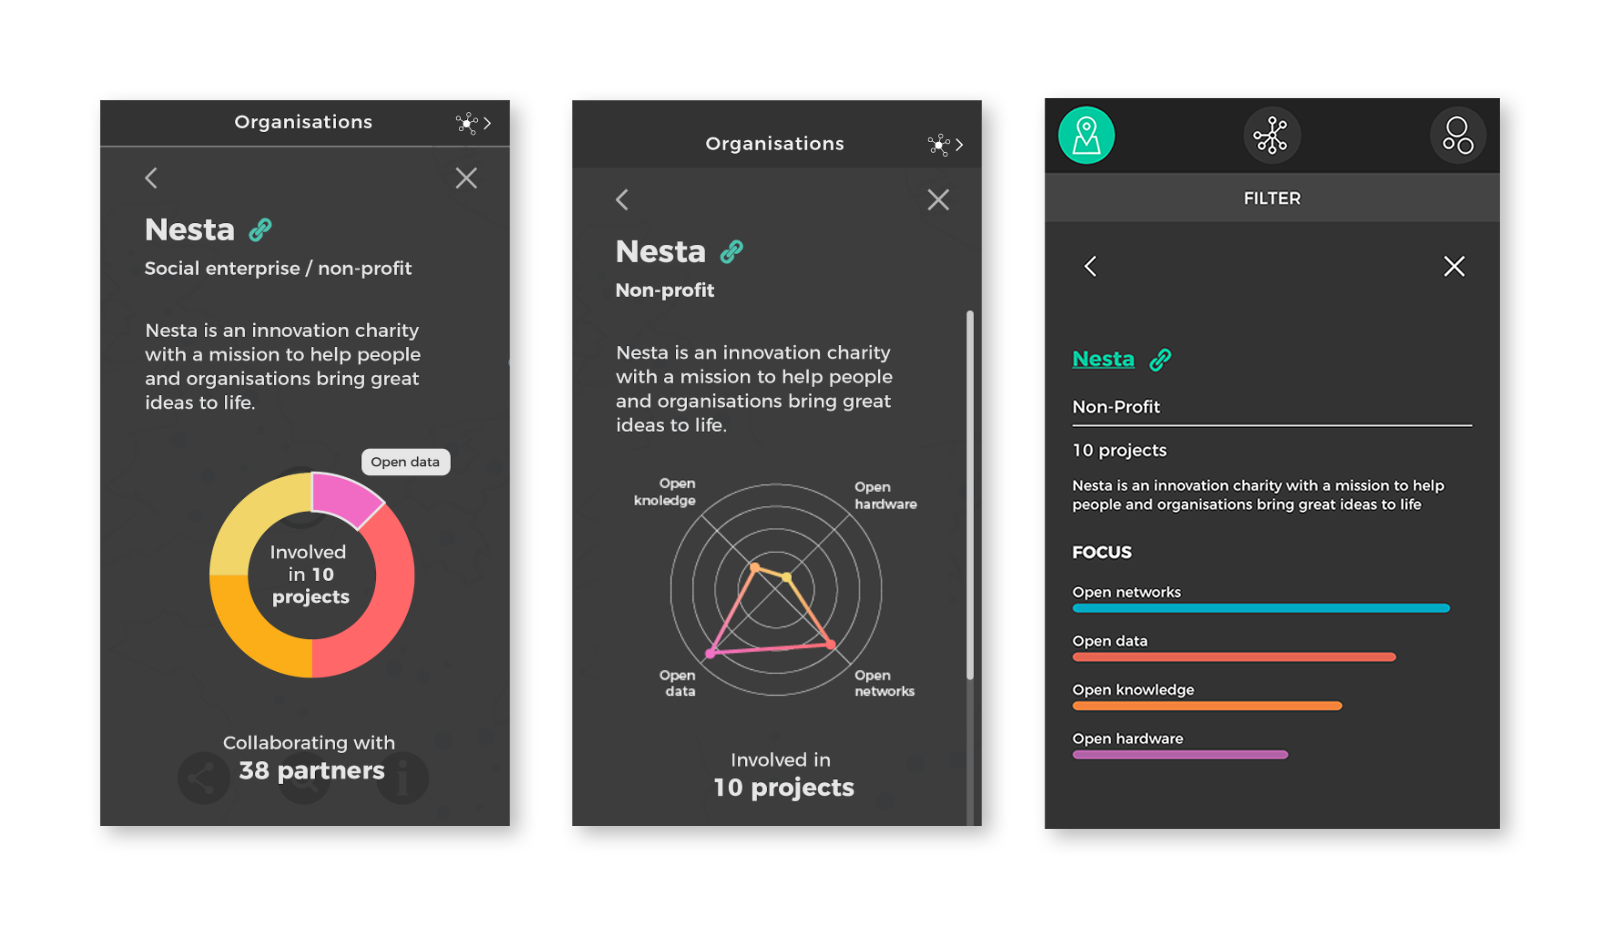 Organisations
Nesta
Social enterprise / non-profit
Nesta is an innovation charity
with a mission to help people
and organisations bring great
ideas to life.
Open data
Involved
in 10
projects
Collaborating with
38 partners
Organisations
Nesta
Non-profit
Nesta is an innovation charity
with a mission to help people
and organisations bring great
ideas to life.
Open
knoledge
Open
hardware
Open
data
Open
networks
Involved in
10 projects
FILTER
Nesta
Non-Profit
10 projects
Nesta is an innovation charity with a mission to help
people and organisations bring great ideas to life
FOCUS
Open networks
Open data
Open knowledge
Open hardware